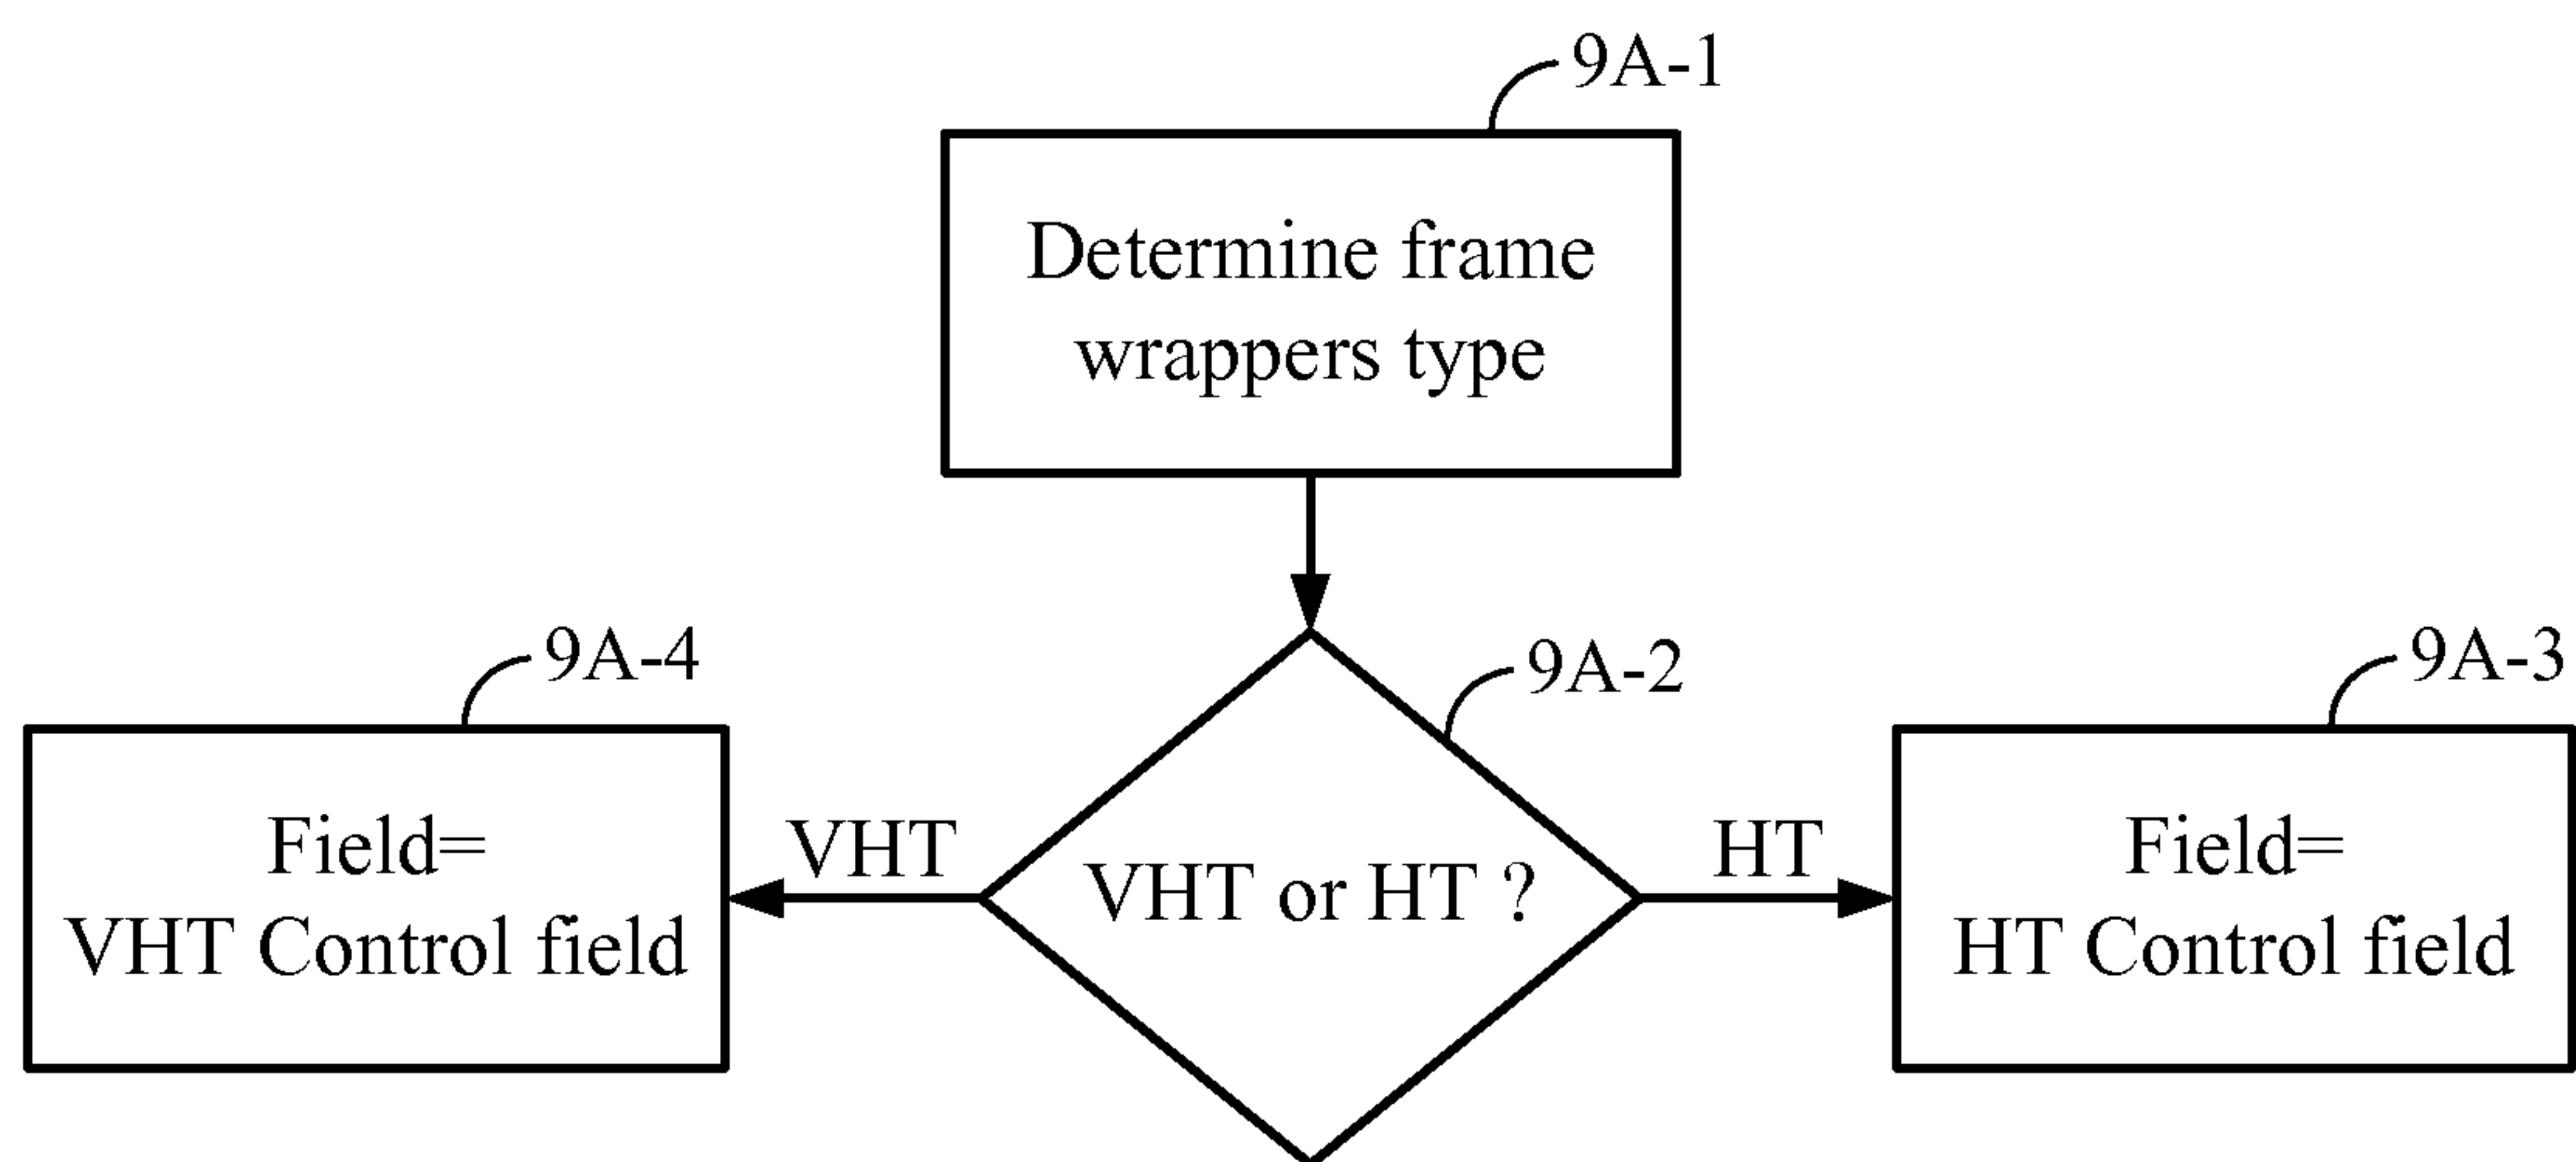 9A-1
Determine frame
wrappers type
9A-4
9A-2
9A-3
Field=
VHT Control field
VHT
VHT or HT ?
HT
Field=
HT Control field